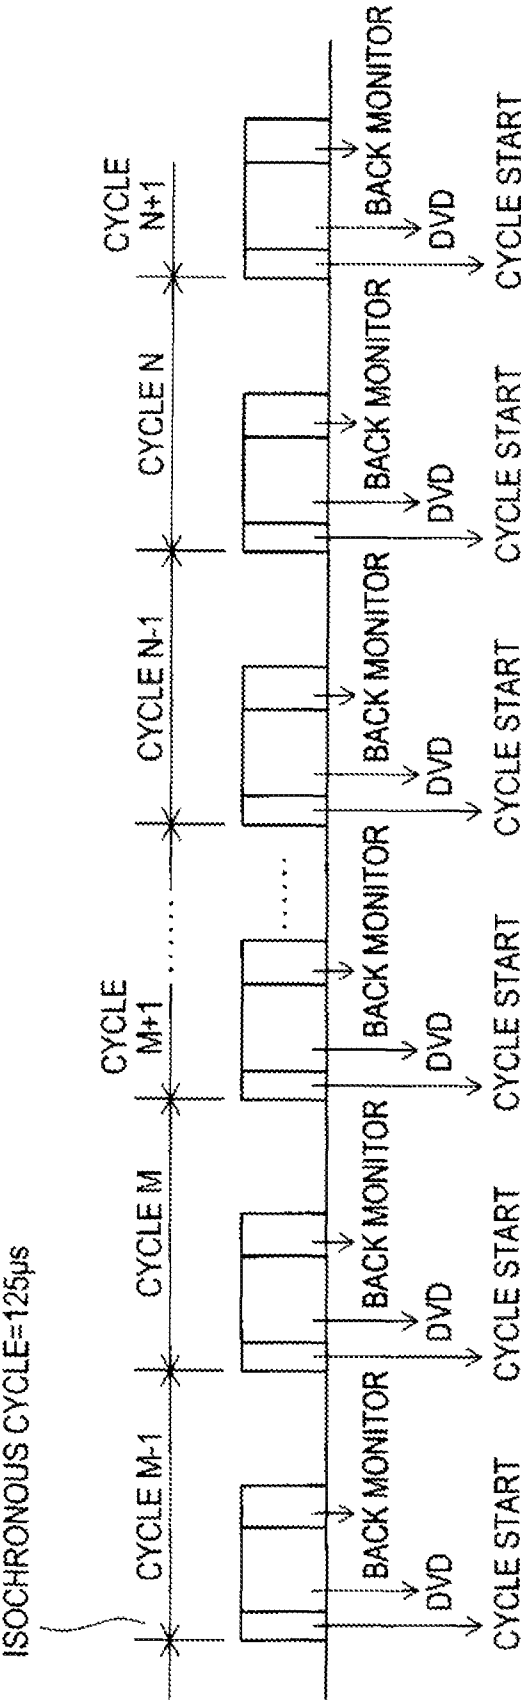 ISOCHRONOUS CYCLE=125µs
CYCLE M-1
CYCLE M
CYCLE
M+1
CYCLE N-1
CYCLE N
CYCLE
N+1
BACK MONITOR
BACK MONITOR
BACK MONITOR
BACK MONITOR
BACK MONITOR
BACK MONITOR
DVD
DVD
DVD
DVD
DVD
DVD
CYCLE START
CYCLE START
CYCLE START
CYCLE START
CYCLE START
CYCLE START